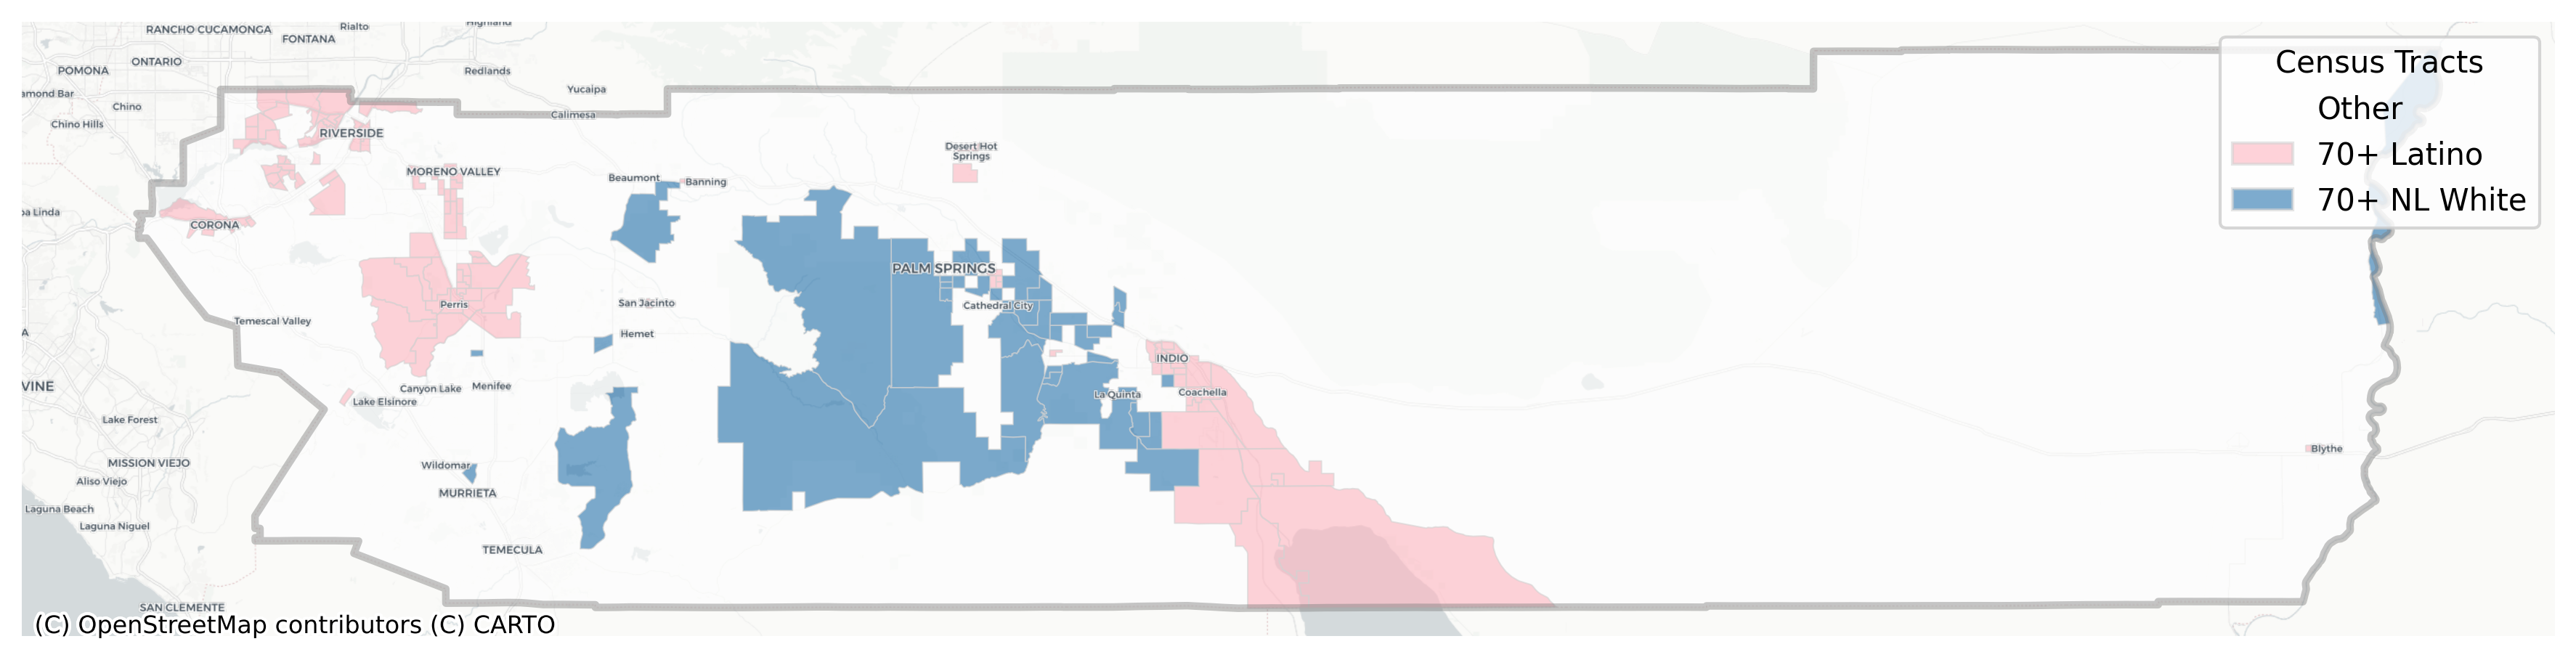 Highland
RANCHO CUCAMONGA
Rialto
FONTANA
ONTARIO
POMONA
Redlands
amond Bar
Yucaipa
Chino
Calimesa
Chino Hills
RIVERSIDE
Desert Hot
Springs
MORENO VALLEY
Beaumont
Banning
ba Linda
CORONA
PALM SPRINGS
San Jacinto
Perris
Cathedral City
Temescal Valley
Hemet
INDIO
VINE
Canyon Lake
Menifee
La Quinta
Coachella
Lake Elsinore
Lake Forest
Blythe
MISSION VIEJO
Wildomar
Aliso Viejo
MURRIETA
Laguna Beach
Laguna Niguel
TEMECULA
SAN CLEMENTE
(C) OpenStreetMap contributors (C) CARTO
Census Tracts
Other
70+ Latino
70+ NL White